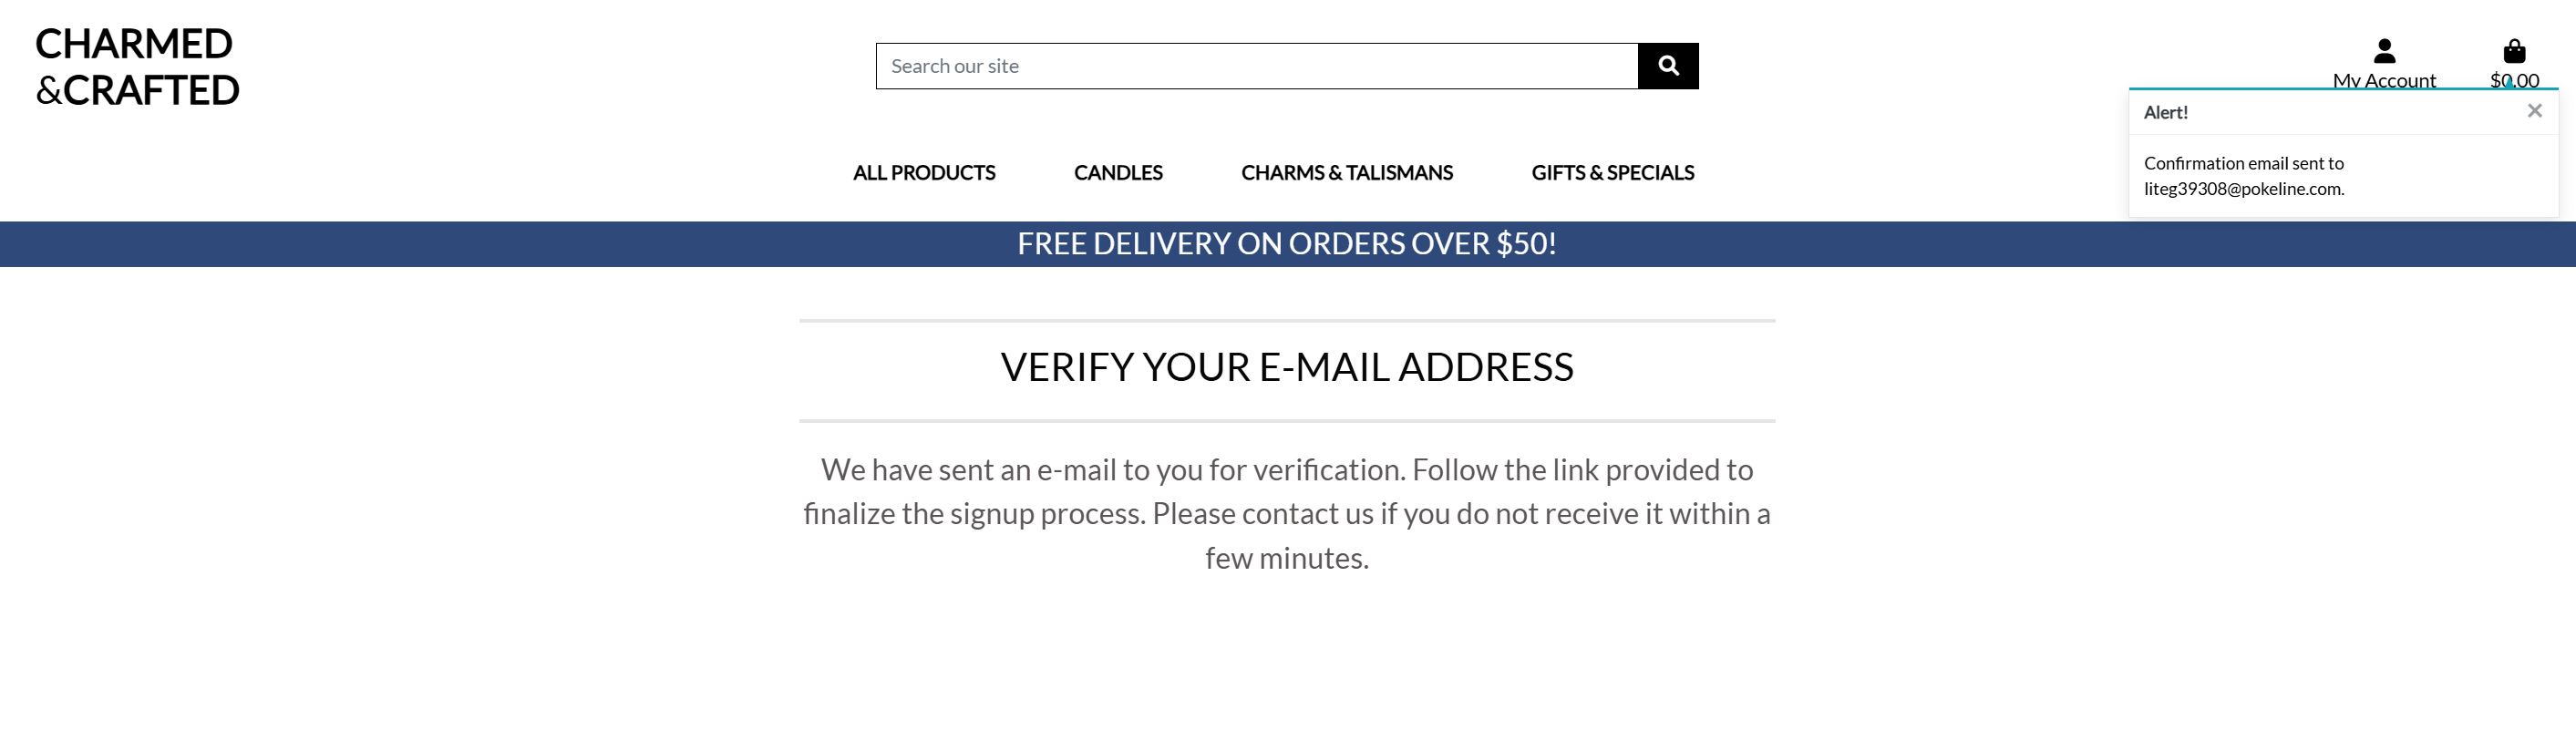 CHARMED
&CRAFTED
Search our site
My Account
$0.00
Alert!
Confirmation email sent to
liteg39308@pokeline.com.
ALL PRODUCTS
CANDLES
CHARMS & TALISMANS
GIFTS & SPECIALS
FREE DELIVERY ON ORDERS OVER $50!
VERIFY YOUR E-MAIL ADDRESS
We have sent an e-mail to you for verification. Follow the link provided to
finalize the signup process. Please contact us if you do not receive it within a
few minutes.